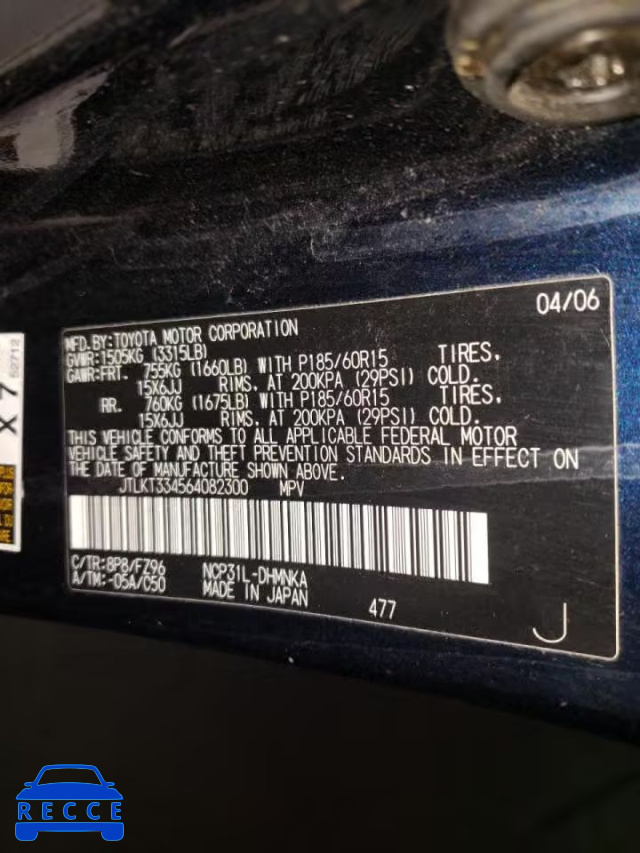 04/06
MFD.BY:TOYOTA MOTOR CORPORATION
GVWR:1505KG (3315LB)
GAWR:FRT. 755KG (1660LB) WITH P185/60R15 TIRES,
15X6JJ RIMS, AT 200KPA (29PSI) COLD.
RR. 760KG (1675LB) WITH P185/60R15 TIRES,
15X6JJ RIMS, AT 200KPA (29PSI) COLD.
THIS VEHICLE CONFORMS TO ALL APPLICABLE FEDERAL MOTOR
VEHICLE SAFETY AND THEFT PREVENTION STANDARDS IN EFFECT ON
THE DATE OF MANUFACTURE SHOWN ABOVE.
JTLKT334564082300 MPV
C/TR:8P8/FZ96 NCP31L-DHMNKA
A/TM:-05A/C50 MADE IN JAPAN 477
J
X 7
52712
RECCE